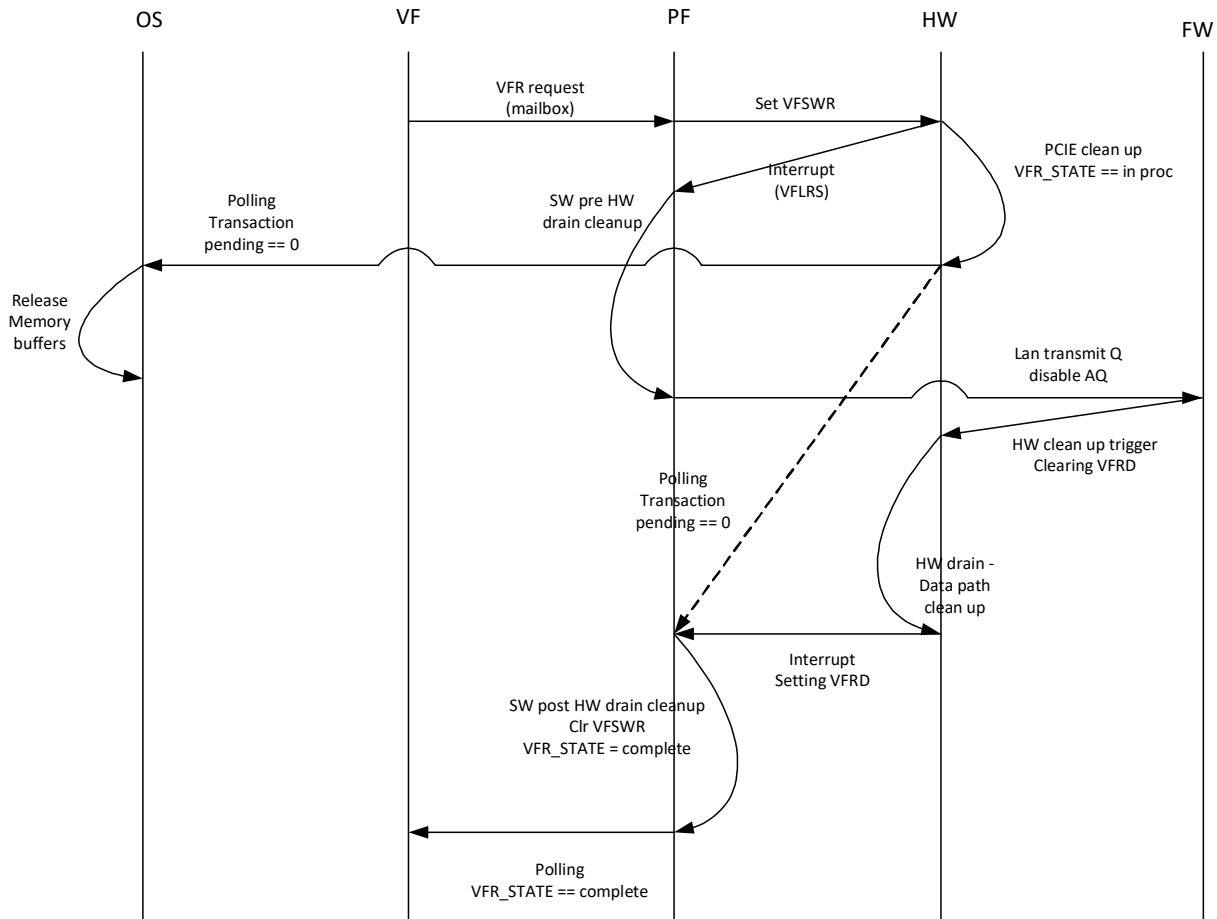 OS
VF
PF
HW
FW
VFR request
(mailbox)
Set VFSWR
PCIE clean up
VFR_STATE == in proc
Interrupt
(VFLRS)
SW pre HW
drain cleanup
Polling
Transaction
pending == 0
Release
Memory
buffers
Lan transmit Q
disable AQ
HW clean up trigger
Clearing VFRD
Polling
Transaction
pending == 0
HW drain -
Data path
clean up
Interrupt
Setting VFRD
SW post HW drain cleanup
Clr VFSWR
VFR_STATE = complete
Polling
VFR_STATE == complete